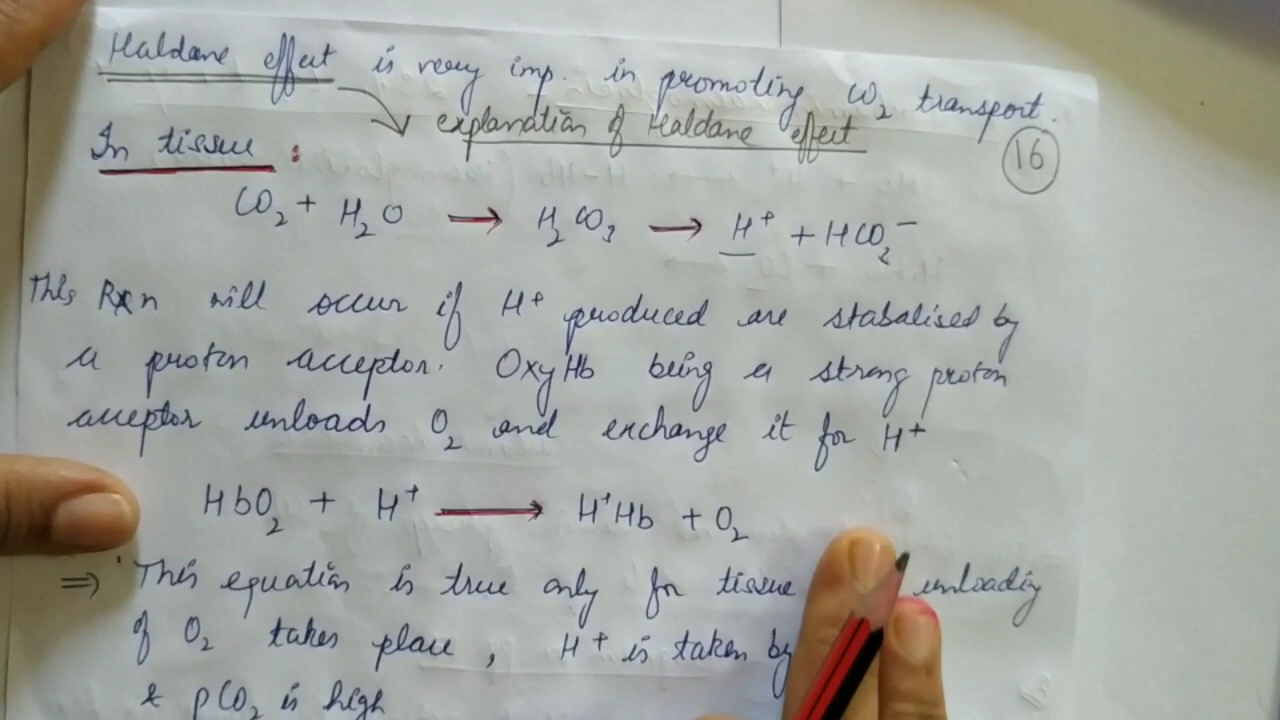 Haldane effect is very imp. in promoting CO2 transport.
explanation of Haldane effect
16
In tissue :
CO2 + H2O → H2CO3 → H+ + HCO2-
This Rxn will occur if H+ produced are stabalised by
a proton acceptor. OxyHb being a strong proton
acceptor unloads O2 and exchange it for H+
HbO2 + H+ → H+Hb + O2
⇒ This equation is true only for tissue unloading
of O2 takes place, H+ is taken by
& pCO2 is high